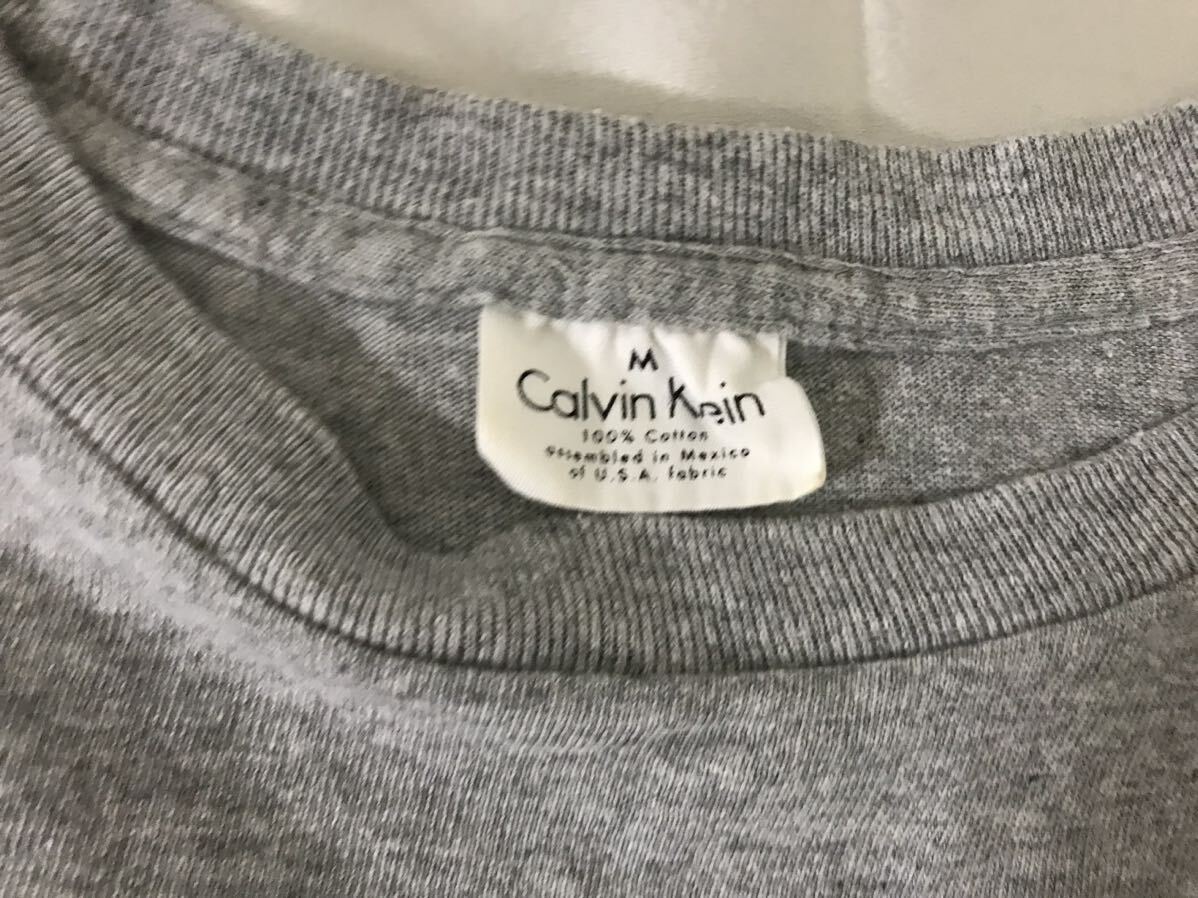 M
Calvin Klein
100% Cotton
assembled in Mexico
of U.S.A. fabric